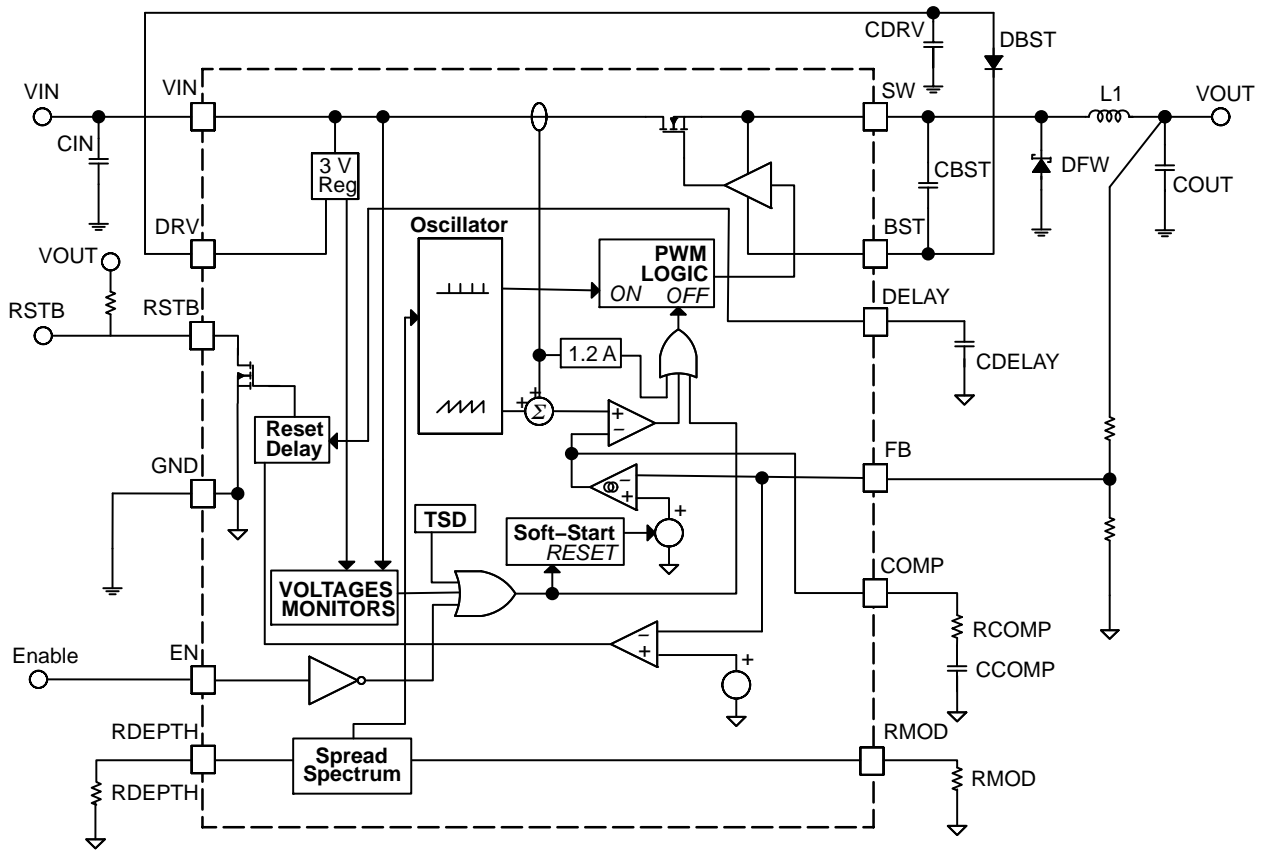 CDRV
DBST
VIN
VIN
SW
L1
VOUT
CIN
3 V
Reg
CBST
DFW
COUT
DRV
Oscillator
BST
VOUT
PWM
LOGIC
ON OFF
RSTB
RSTB
DELAY
1.2 A
CDELAY
+
+
Σ
+
−
Reset
Delay
FB
GND
−
+
TSD
Soft−Start
RESET
+
VOLTAGES
MONITORS
COMP
RCOMP
−
+
Enable
EN
+
CCOMP
RDEPTH
RMOD
Spread
Spectrum
RDEPTH
RMOD